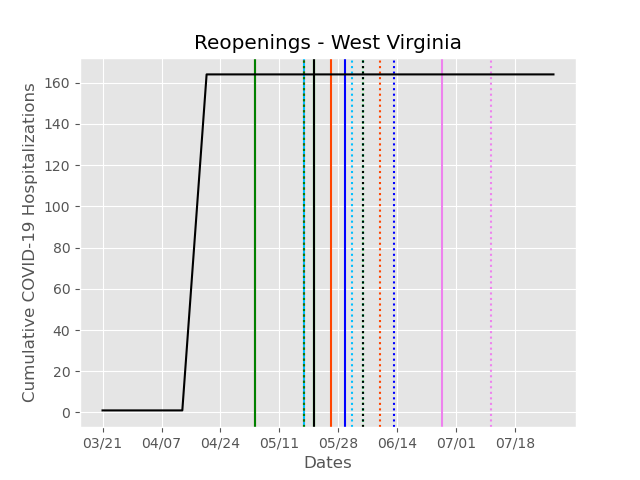 Reopenings - West Virginia
Cumulative COVID-19 Hospitalizations
160
140
120
100
80
60
40
20
0
03/21 04/07 04/24 05/11 05/28 06/14 07/01 07/18
Dates